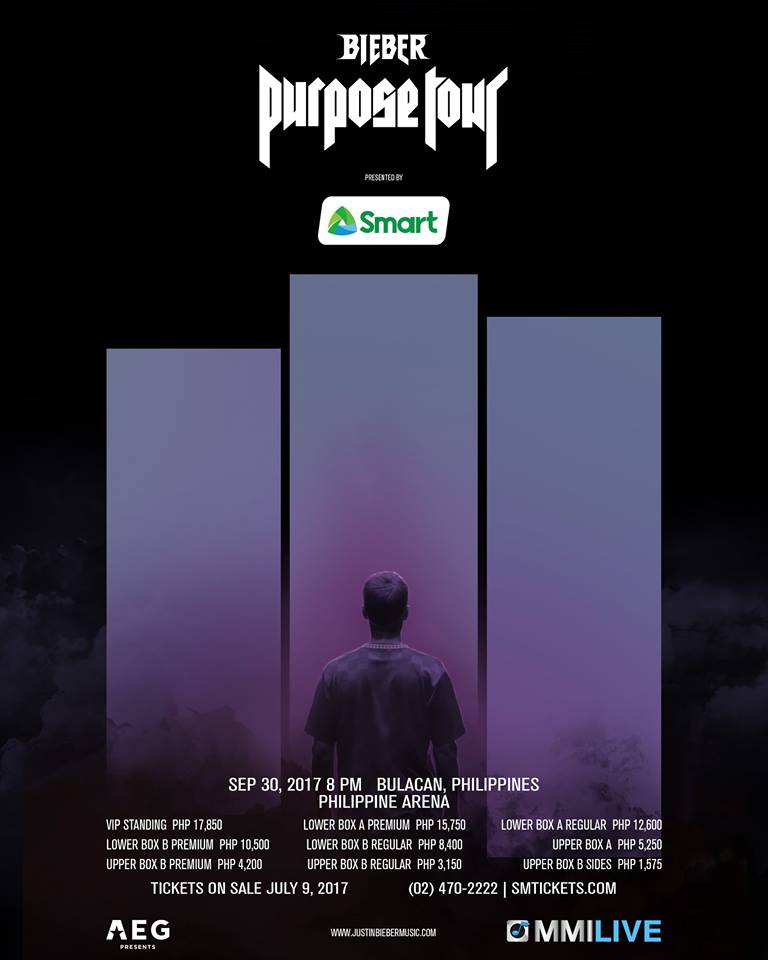 BIEBER
purpose tour
PRESENTED BY
Smart
SEP 30, 2017 8 PM BULACAN, PHILIPPINES
PHILIPPINE ARENA
VIP STANDING PHP 17,850 LOWER BOX A PREMIUM PHP 15,750 LOWER BOX A REGULAR PHP 12,600
LOWER BOX B PREMIUM PHP 10,500 LOWER BOX B REGULAR PHP 8,400 UPPER BOX A PHP 5,250
UPPER BOX B PREMIUM PHP 4,200 UPPER BOX B REGULAR PHP 3,150 UPPER BOX B SIDES PHP 1,575
TICKETS ON SALE JULY 9, 2017 (02) 470-2222 | SMTICKETS.COM
AEG PRESENTS
WWW.JUSTINBIEBERMUSIC.COM
MMILIVE